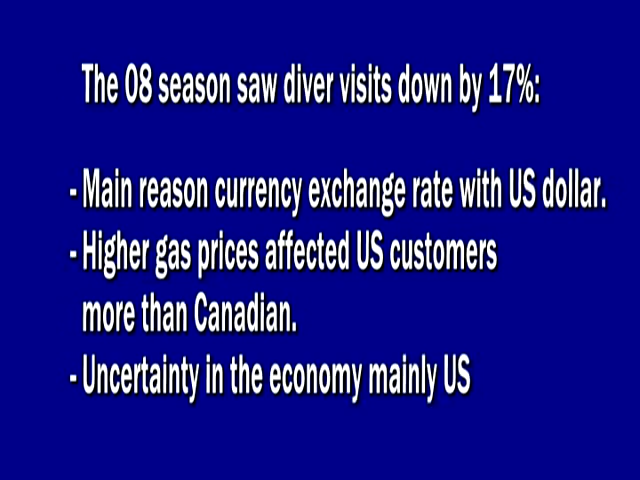 The 08 season saw diver visits down by 17%:
- Main reason currency exchange rate with US dollar.
- Higher gas prices affected US customers
more than Canadian.
- Uncertainty in the economy mainly US